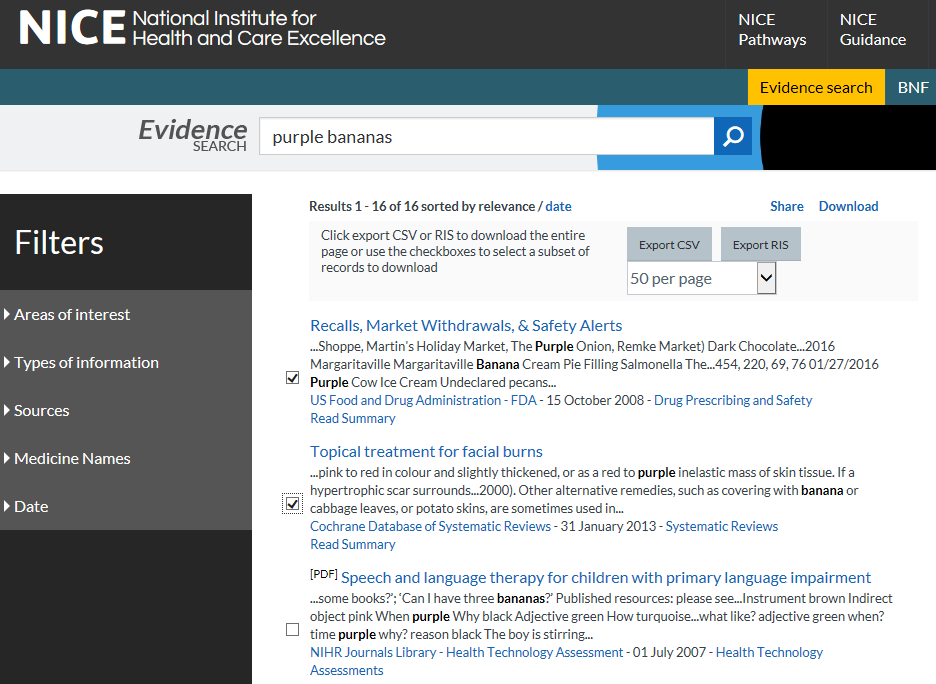 NICE National Institute for
Health and Care Excellence
NICE
Pathways
NICE
Guidance
Evidence search
BNF
Evidence
SEARCH
purple bananas
Filters
Areas of interest
Types of information
Sources
Medicine Names
Date
Results 1 - 16 of 16 sorted by relevance / date
Share
Download
Click export CSV or RIS to download the entire
page or use the checkboxes to select a subset of
records to download
Export CSV
Export RIS
50 per page
Recalls, Market Withdrawals, & Safety Alerts
...Shoppe, Martin's Holiday Market, The Purple Onion, Remke Market) Dark Chocolate...2016
Margaritaville Margaritaville Banana Cream Pie Filling Salmonella The...454, 220, 69, 76 01/27/2016
Purple Cow Ice Cream Undeclared pecans...
US Food and Drug Administration - FDA - 15 October 2008 - Drug Prescribing and Safety
Read Summary
Topical treatment for facial burns
...pink to red in colour and slightly thickened, or as a red to purple inelastic mass of skin tissue. If a
hypertrophic scar surrounds...2000). Other alternative remedies, such as covering with banana or
cabbage leaves, or potato skins, are sometimes used in...
Cochrane Database of Systematic Reviews - 31 January 2013 - Systematic Reviews
Read Summary
[PDF] Speech and language therapy for children with primary language impairment
...some books?'; 'Can I have three bananas?' Published resources: please see...Instrument brown Indirect
object pink When purple Why black Adjective green How turquoise...what like? adjective green when?
time purple why? reason black The boy is stirring...
NIHR Journals Library - Health Technology Assessment - 01 July 2007 - Health Technology
Assessments